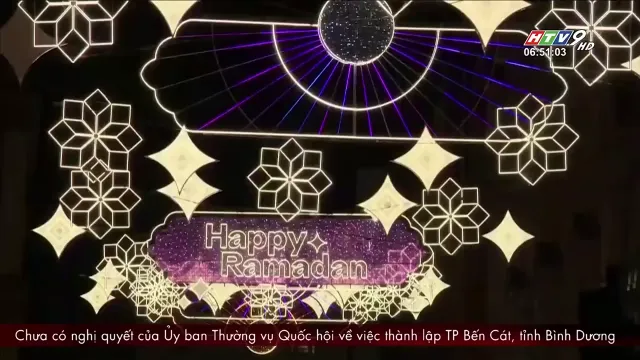 HTV9 HD
06:51:03
Happy
Ramadan
Chưa có nghị quyết của Ủy ban Thường vụ Quốc hội về việc thành lập TP Bến Cát, tỉnh Bình Dương